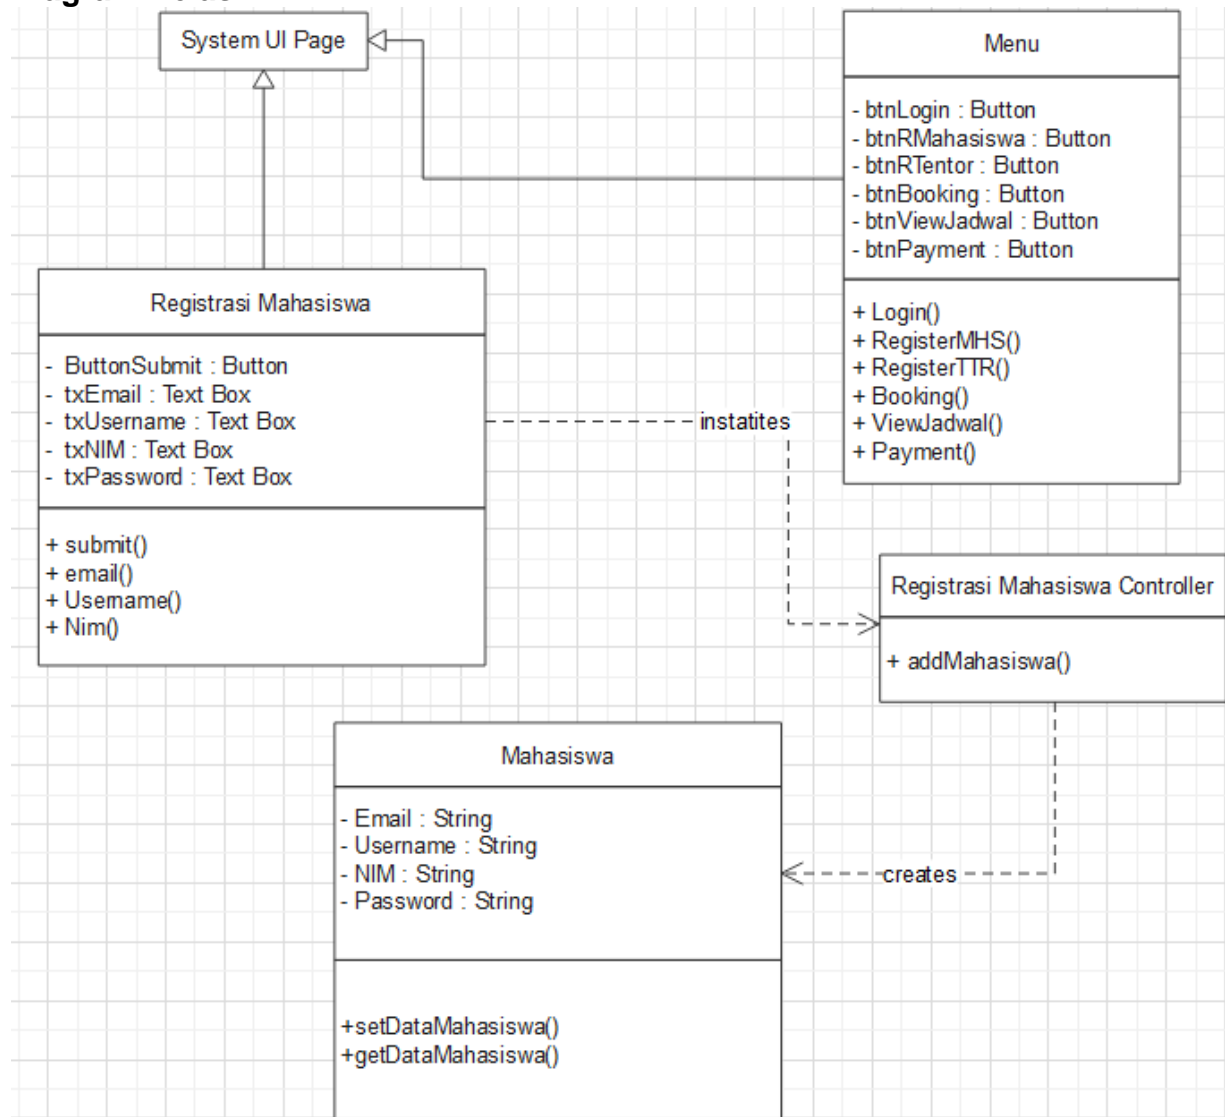 System UI Page
Menu
- btnLogin : Button
- btnRMahasiswa : Button
- btnRTentor : Button
- btnBooking : Button
- btnViewJadwal : Button
- btnPayment : Button
+ Login()
+ RegisterMHS()
+ RegisterTTR()
+ Booking()
+ ViewJadwal()
+ Payment()
Registrasi Mahasiswa
- ButtonSubmit : Button
- txEmail : Text Box
- txUsername : Text Box
- txNIM : Text Box
- txPassword : Text Box
+ submit()
+ email()
+ Username()
+ Nim()
instatites
Registrasi Mahasiswa Controller
+ addMahasiswa()
Mahasiswa
- Email : String
- Username : String
- NIM : String
- Password : String
+setDataMahasiswa()
+getDataMahasiswa()
creates